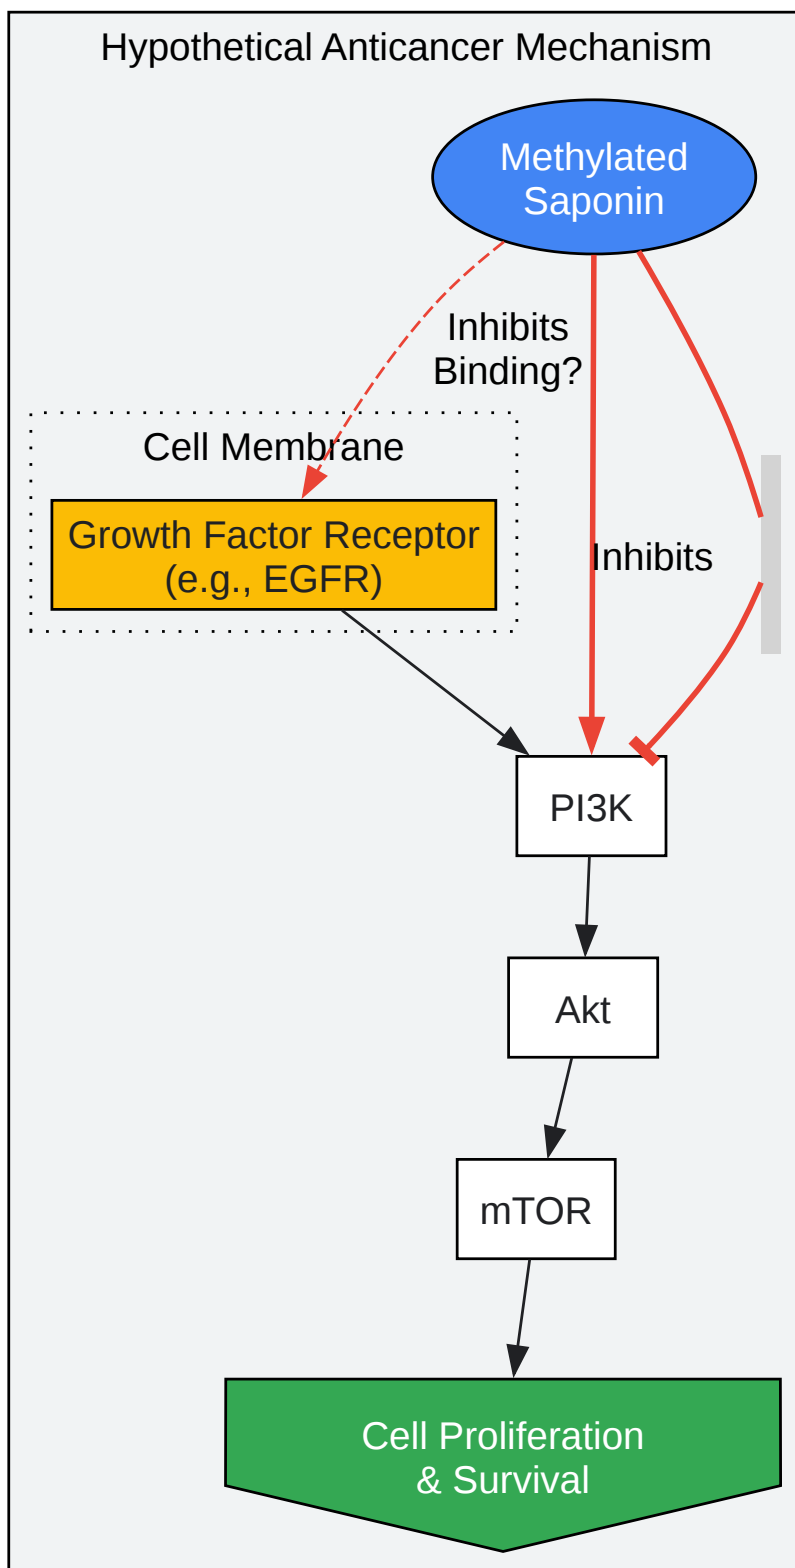 Hypothetical Anticancer Mechanism
Methylated
Saponin
Inhibits
Binding?
Cell Membrane
Growth Factor Receptor
(e.g., EGFR)
Inhibits
PI3K
Akt
mTOR
Cell Proliferation
& Survival